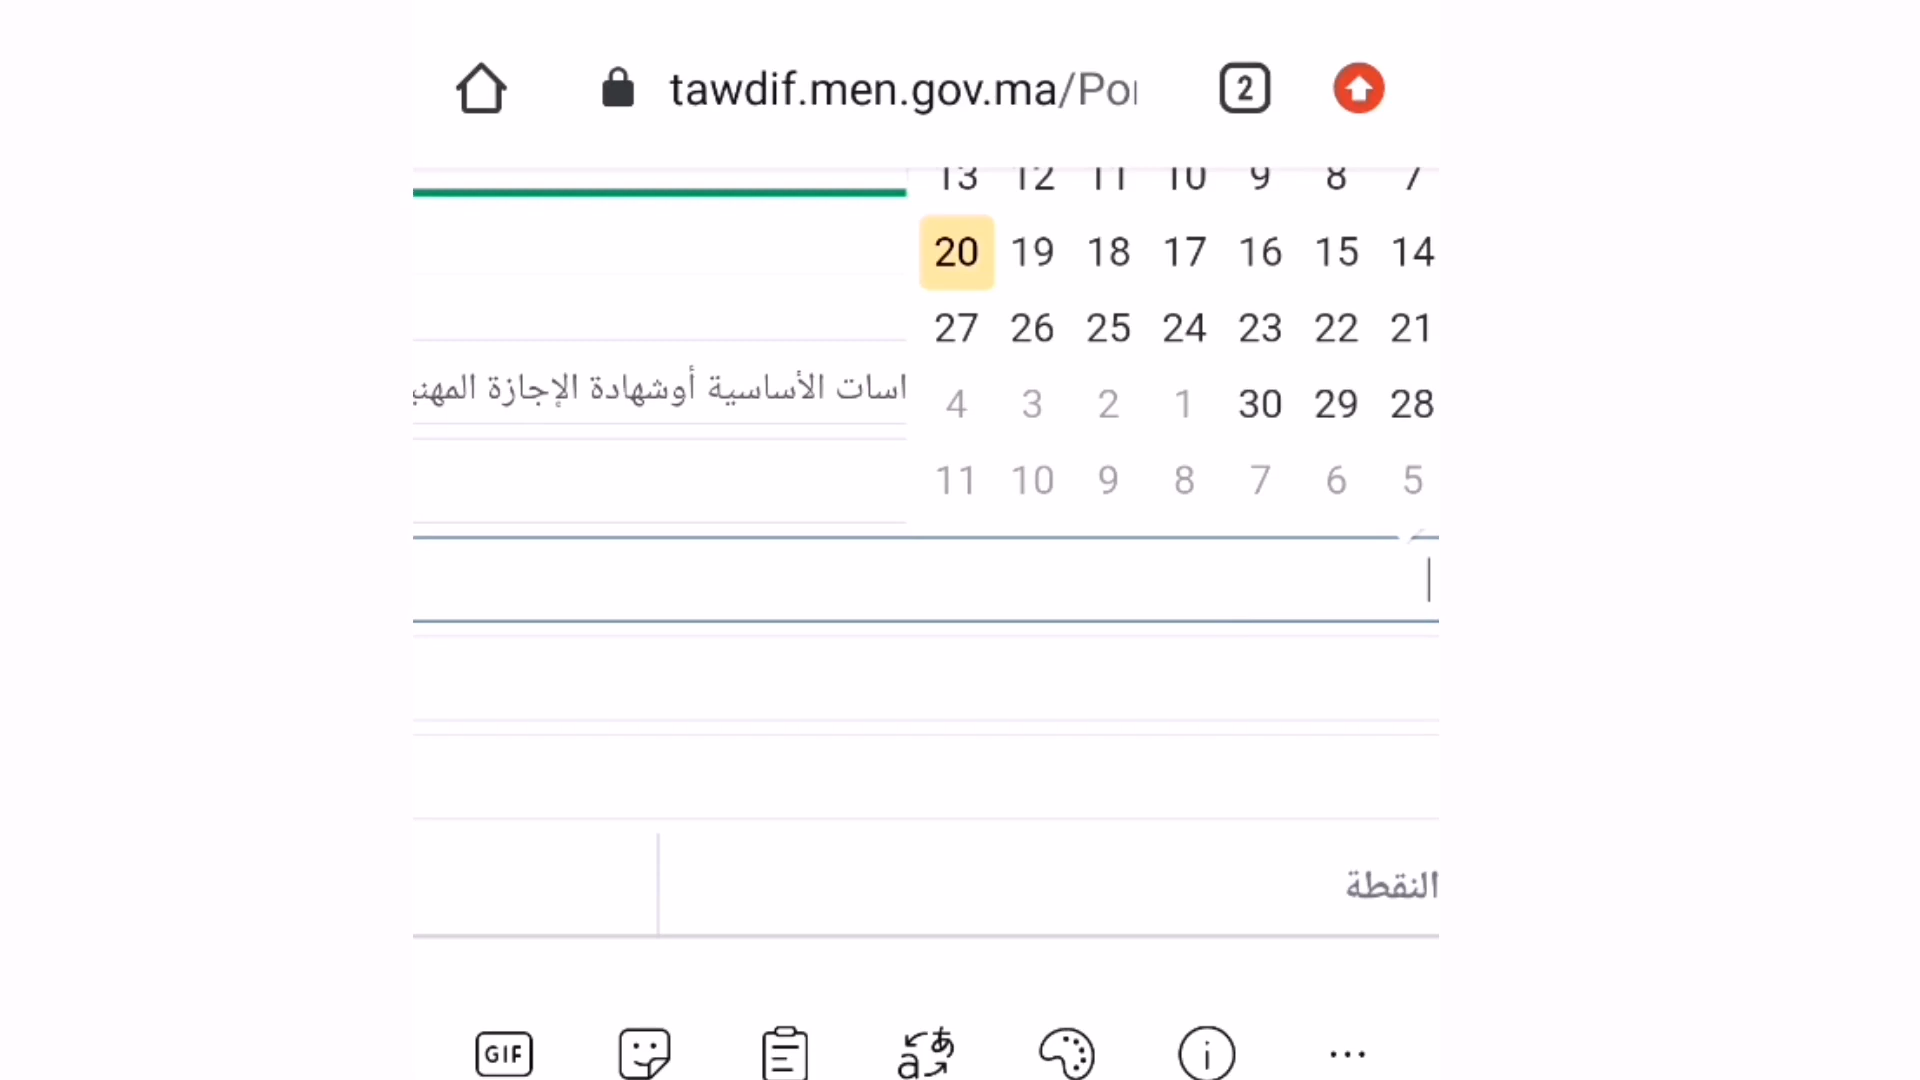 tawdif.men.gov.ma/Po
2
13 12 11 10 9 8 7
20 19 18 17 16 15 14
27 26 25 24 23 22 21
4 3 2 1 30 29 28
11 10 9 8 7 6 5
اسات الأساسية أوشهادة الإجازة المهني
النقطة
GIF